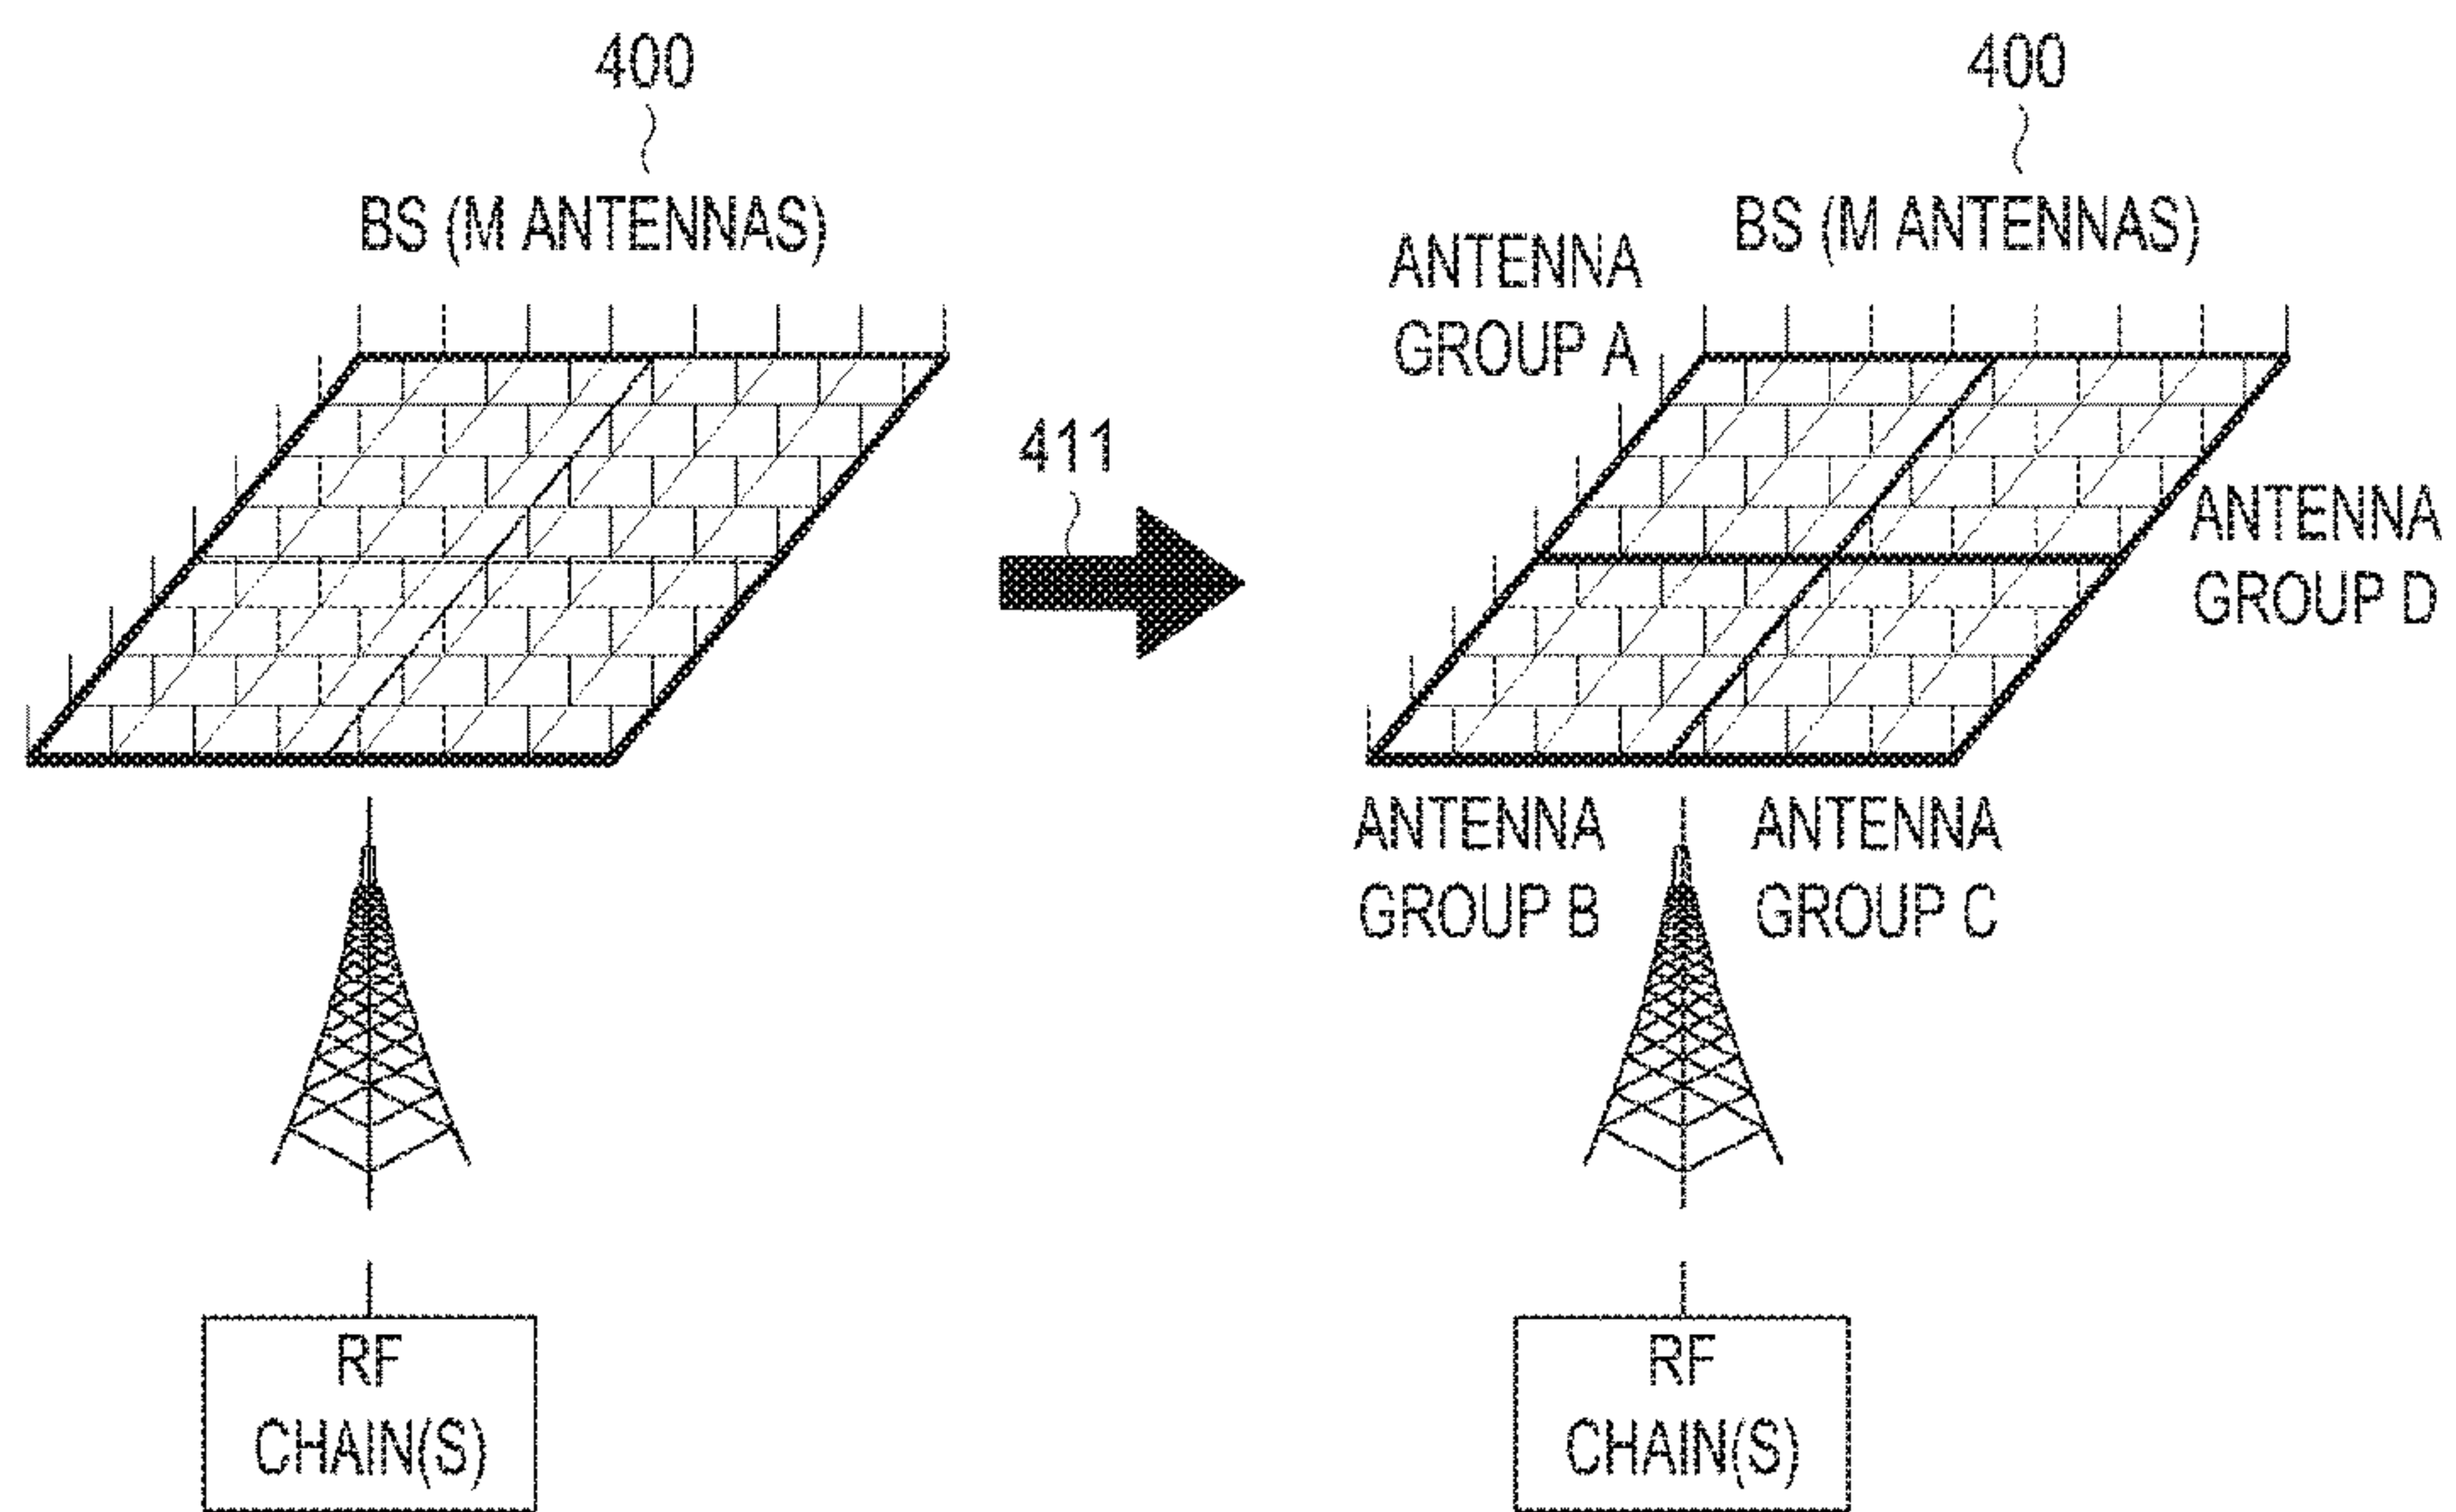 400
BS (M ANTENNAS)
411
RF
CHAIN(S)
400
BS (M ANTENNAS)
ANTENNA
GROUP A
ANTENNA
GROUP D
ANTENNA
GROUP B
ANTENNA
GROUP C
RF
CHAIN(S)